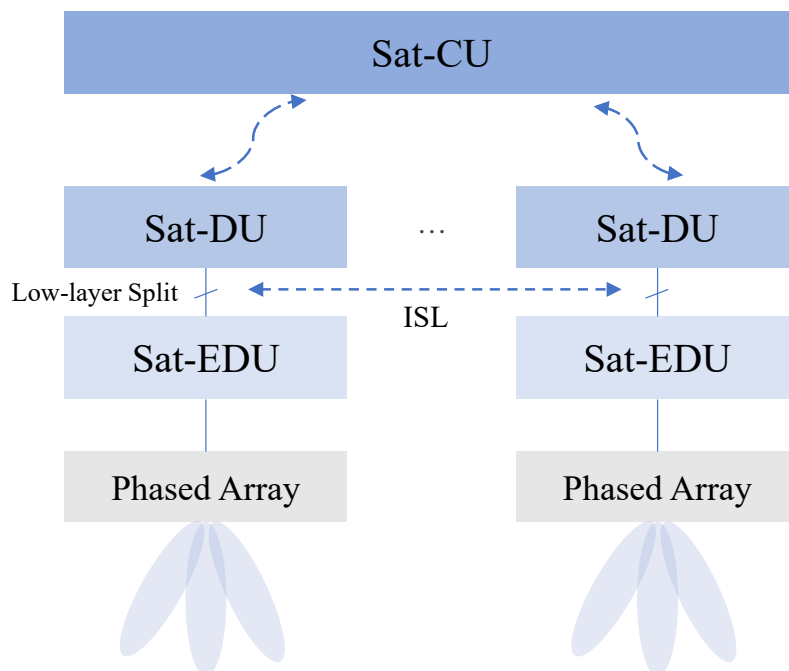 Sat-CU
Sat-DU
...
Sat-DU
Low-layer Split
ISL
Sat-EDU
Sat-EDU
Phased Array
Phased Array